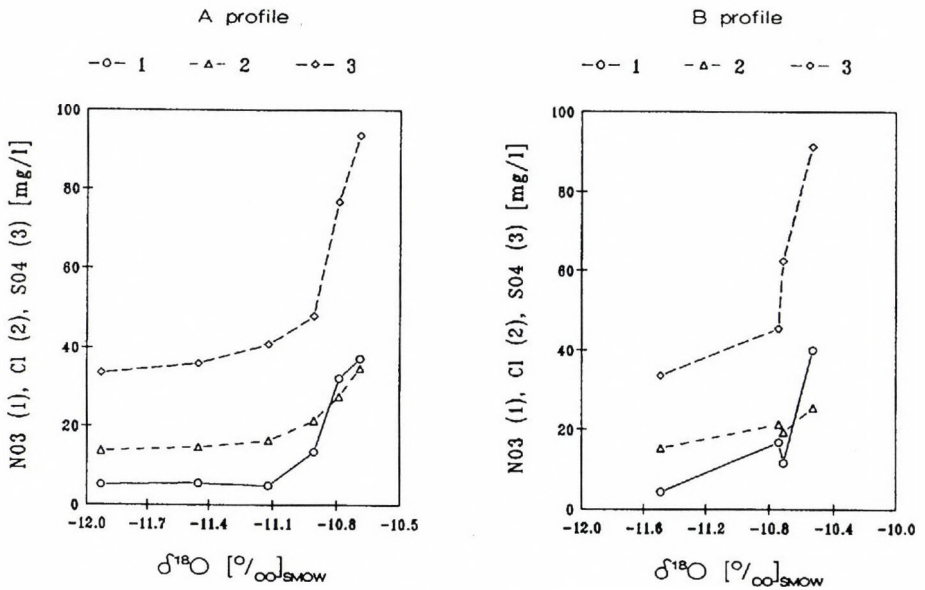 A profile
B profile
-o- 1 -△- 2 -◇- 3
-o- 1 -△- 2 -◇- 3
NO3 (1), Cl (2), SO4 (3) [mg/l]
100
80
60
40
20
0
-12.0 -11.7 -11.4 -11.1 -10.8 -10.5
δ¹⁸O [º/₀₀]SMOW
NO3 (1), Cl (2), SO4 (3) [mg/l]
100
80
60
40
20
0
-12.0 -11.6 -11.2 -10.8 -10.4 -10.0
δ¹⁸O [º/₀₀]SMOW